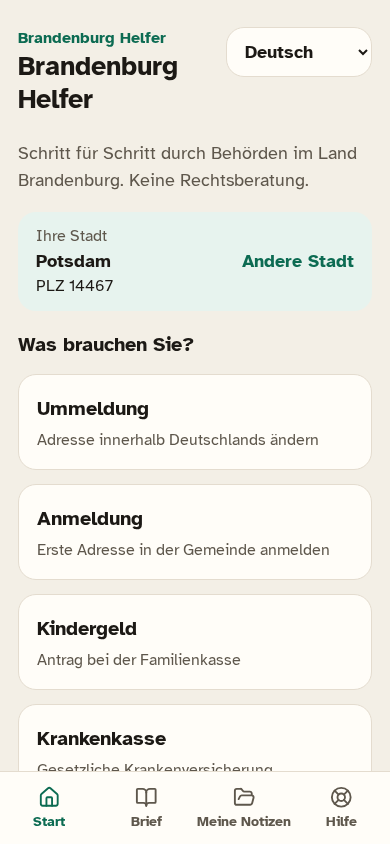 Brandenburg Helfer
Brandenburg
Helfer
Deutsch
Schritt für Schritt durch Behörden im Land
Brandenburg. Keine Rechtsberatung.
Ihre Stadt
Potsdam
Andere Stadt
PLZ 14467
Was brauchen Sie?
Ummeldung
Adresse innerhalb Deutschlands ändern
Anmeldung
Erste Adresse in der Gemeinde anmelden
Kindergeld
Antrag bei der Familienkasse
Krankenkasse
Gesetzliche Krankenversicherung
Start
Brief
Meine Notizen
Hilfe